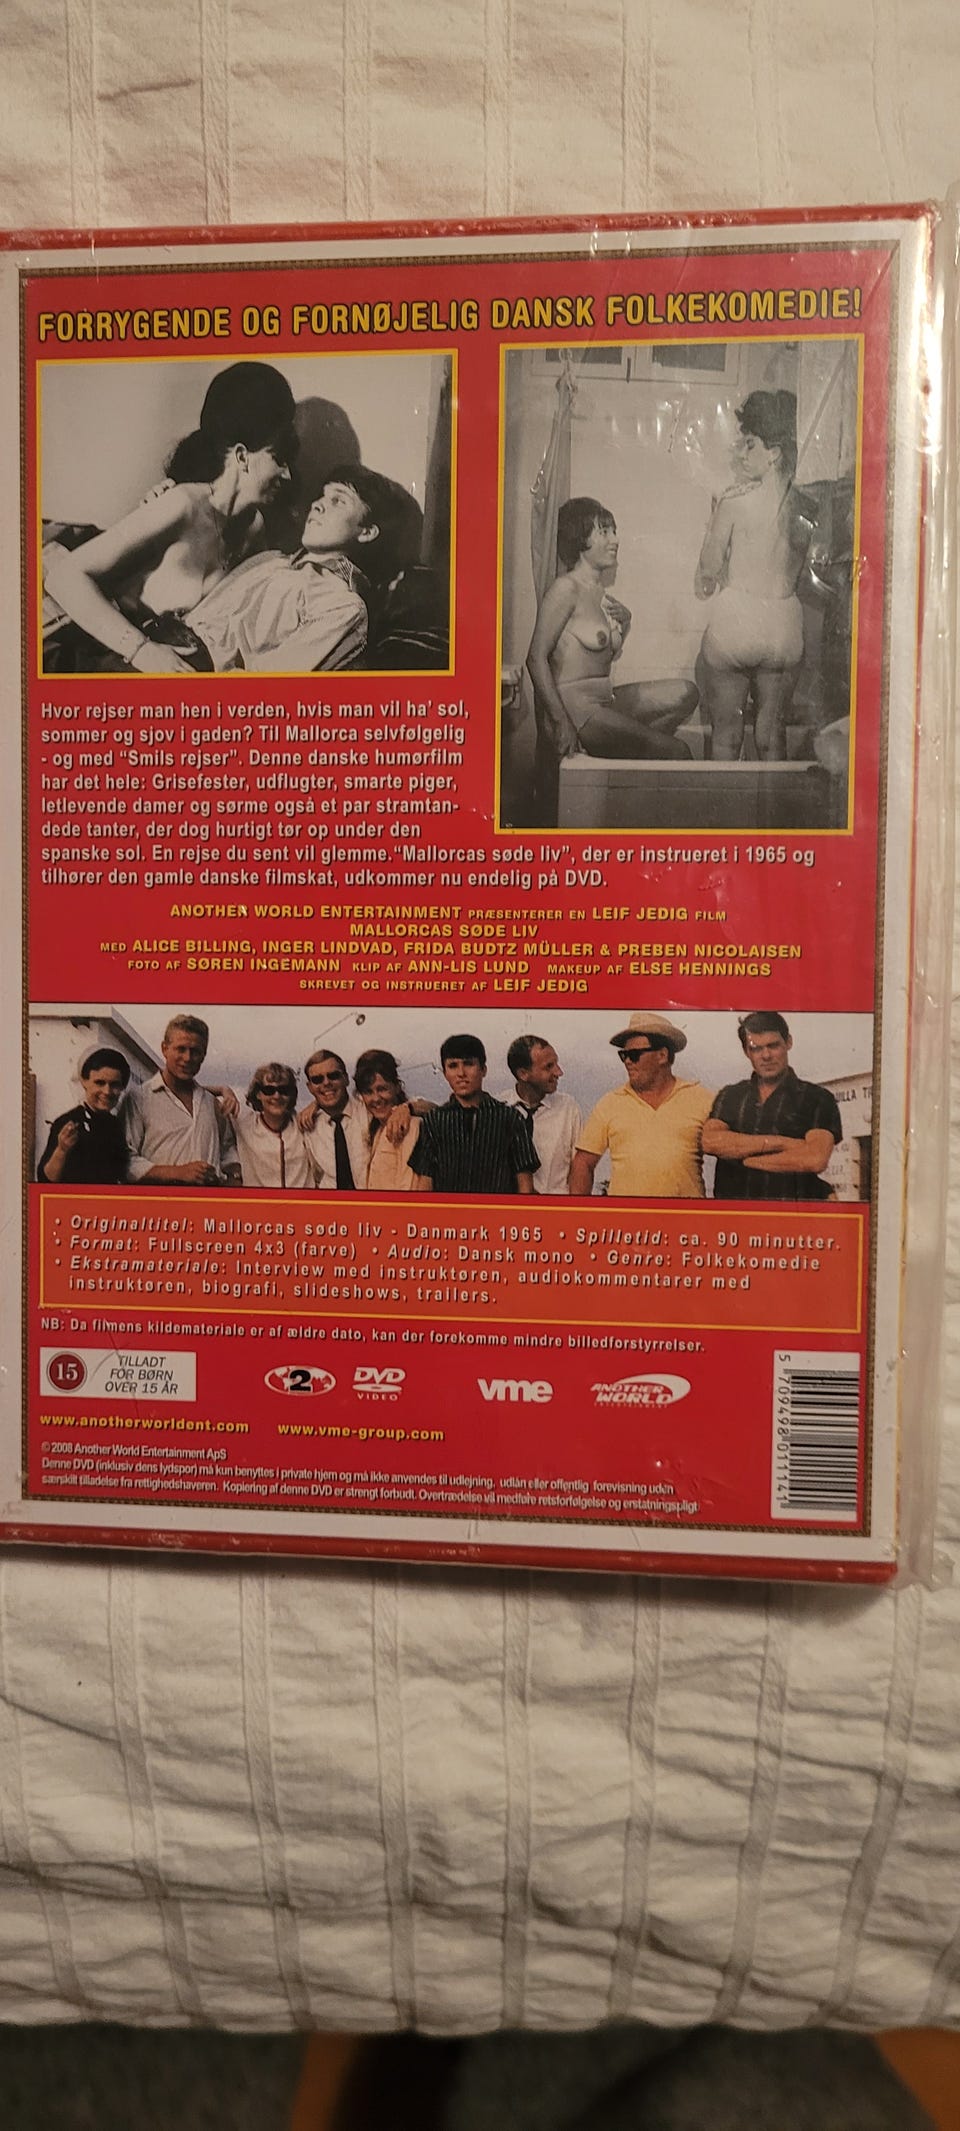 FORRYGENDE OG FORNØJELIG DANSK FOLKEKOMEDIE!
Hvor rejser man hen i verden, hvis man vil ha' sol,
sommer og sjov i gaden? Til Mallorca selvfølgelig
- og med "Smils rejser". Denne danske humørfilm
har det hele: Grisefester, udflugter, smarte piger,
letlevende damer og sørme også et par stramtan-
dede tanter, der dog hurtigt tør op under den
spanske sol. En rejse du sent vil glemme."Mallorcas søde liv", der er instrueret i 1965 og
tilhører den gamle danske filmskat, udkommer nu endelig på DVD.
ANOTHER WORLD ENTERTAINMENT PRÆSENTERER EN LEIF JEDIG FILM
MALLORCAS SØDE LIV
MED ALICE BILLING, INGER LINDVAD, FRIDA BUDTZ MÜLLER & PREBEN NICOLAISEN
FOTO AF SØREN INGEMANN KLIP AF ANN-LIS LUND MAKEUP AF ELSE HENNINGS
SKREVET OG INSTRUERET AF LEIF JEDIG
• Originaltitel: Mallorcas søde liv - Danmark 1965 • Spilletid: ca. 90 minutter.
• Format: Fullscreen 4x3 (farve) • Audio: Dansk mono • Genre: Folkekomedie
• Ekstramateriale: Interview med instruktøren, audiokommentarer med
instruktøren, biografi, slideshows, trailers.
NB: Da filmens kildemateriale er af ældre dato, kan der forekomme mindre billedforstyrrelser.
15 TILLADT
FOR BØRN
OVER 15 ÅR
2
DVD
VIDEO
vme
ANOTHER
WORLD
ENTERTAINMENT
5 709498 011141
www.anotherworldent.com www.vme-group.com
© 2008 Another World Entertainment ApS
Denne DVD (inklusiv dens lydspor) må kun benyttes i private hjem og må ikke anvendes til udlejning, udlån eller offentlig forevisning uden
særskilt tilladelse fra rettighedshaveren. Kopiering af denne DVD er strengt forbudt. Overtrædelse vil medføre retsforfølgelse og erstatningspligt.